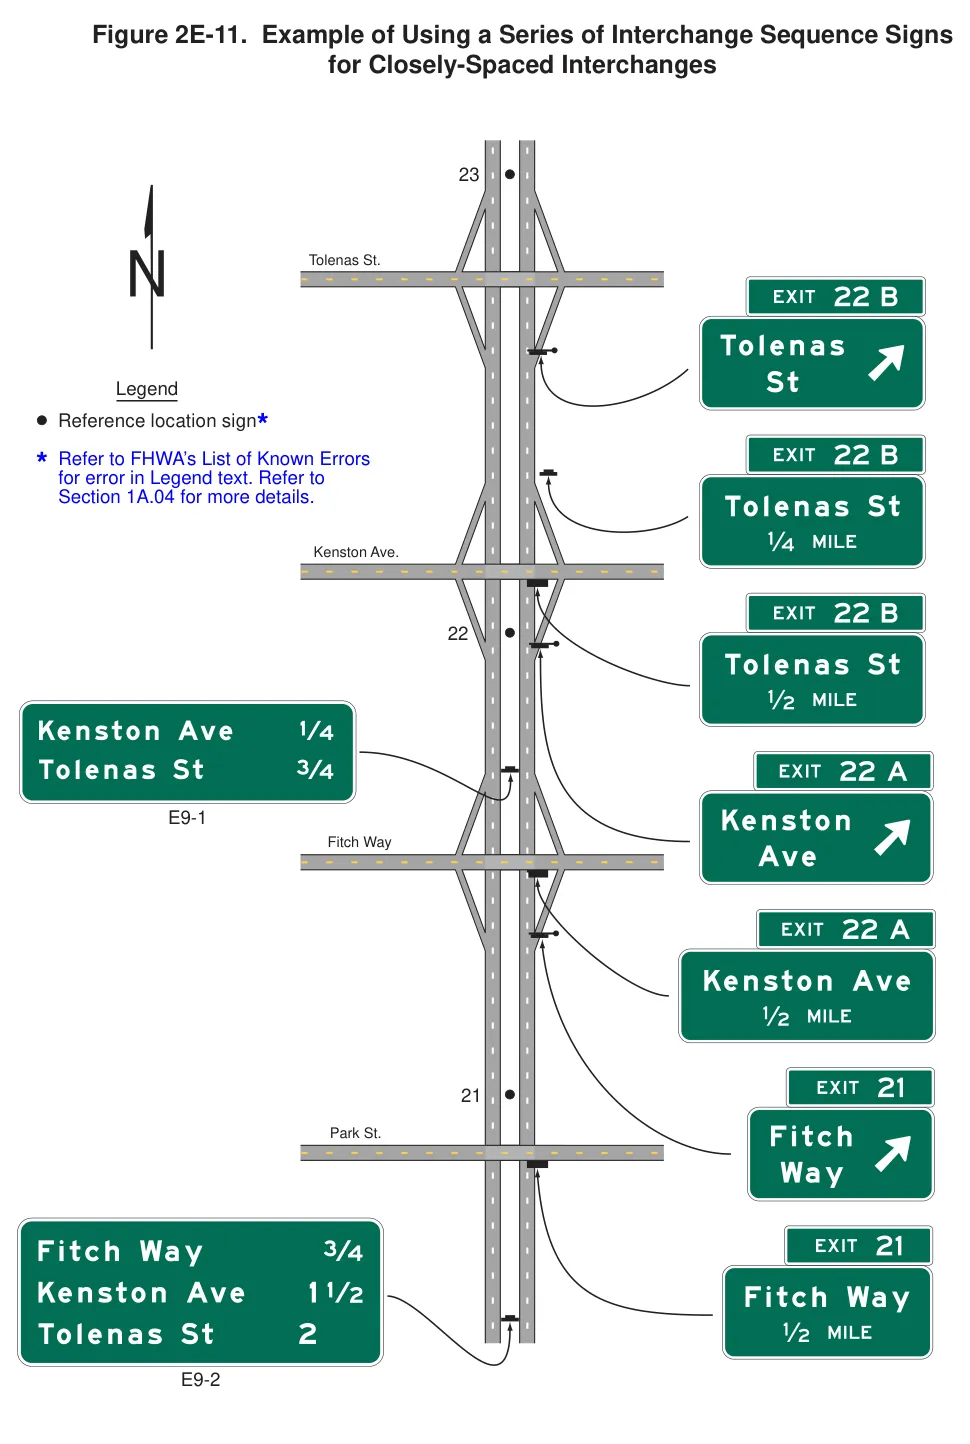 Figure 2E-11.  Example of Using a Series of Interchange Sequence Signs
for Closely-Spaced Interchanges
23
N
Tolenas St.
EXIT 22 B
Tolenas
St
Legend
Reference location sign*
* Refer to FHWA's List of Known Errors
for error in Legend text. Refer to
Section 1A.04 for more details.
EXIT 22 B
Tolenas St
1/4 MILE
Kenston Ave.
22
EXIT 22 B
Tolenas St
1/2 MILE
Kenston Ave 1/4
Tolenas St 3/4
E9-1
EXIT 22 A
Kenston
Ave
Fitch Way
EXIT 22 A
Kenston Ave
1/2 MILE
21
EXIT 21
Fitch
Way
Park St.
Fitch Way 3/4
Kenston Ave 1 1/2
Tolenas St 2
E9-2
EXIT 21
Fitch Way
1/2 MILE